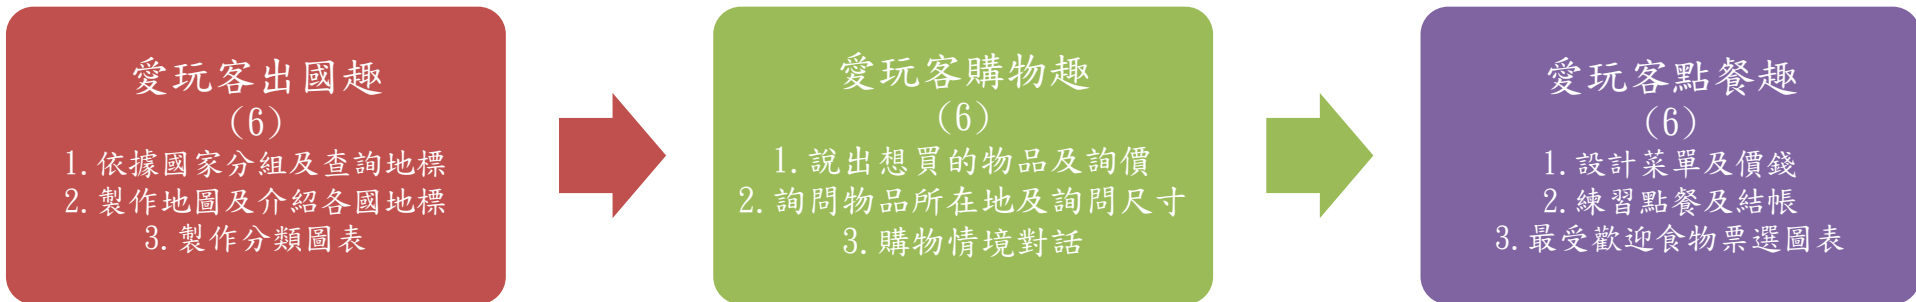 愛玩客出國趣
(6)
1.依據國家分組及查詢地標
2.製作地圖及介紹各國地標
3.製作分類圖表
愛玩客購物趣
(6)
1.說出想買的物品及詢價
2.詢問物品所在地及詢問尺寸
3.購物情境對話
愛玩客點餐趣
(6)
1.設計菜單及價錢
2.練習點餐及結帳
3.最受歡迎食物票選圖表